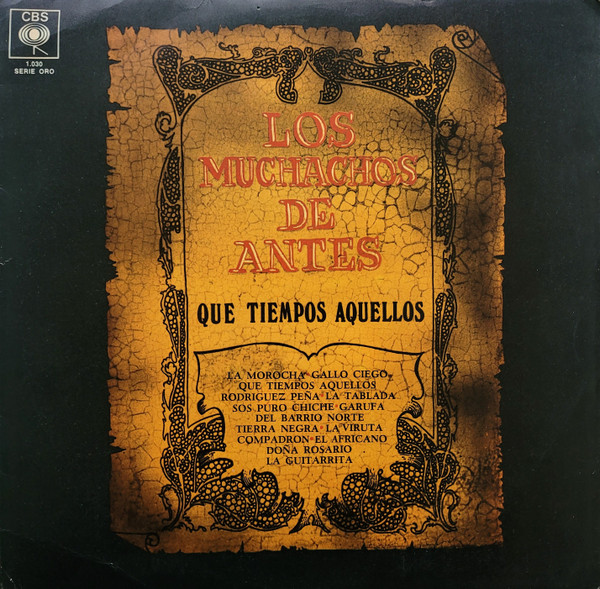 CBS
1.030
SERIE ORO
LOS
MUCHACHOS
DE
ANTES
QUE TIEMPOS AQUELLOS
LA MOROCHA·GALLO CIEGO
QUE TIEMPOS AQUELLOS
RODRIGUEZ PEÑA·LA TABLADA
SOS PURO CHICHE·GARUFA
DEL BARRIO NORTE
TIERRA NEGRA·LA VIRUTA
COMPADRON·EL AFRICANO
DOÑA ROSARIO
LA GUITARRITA